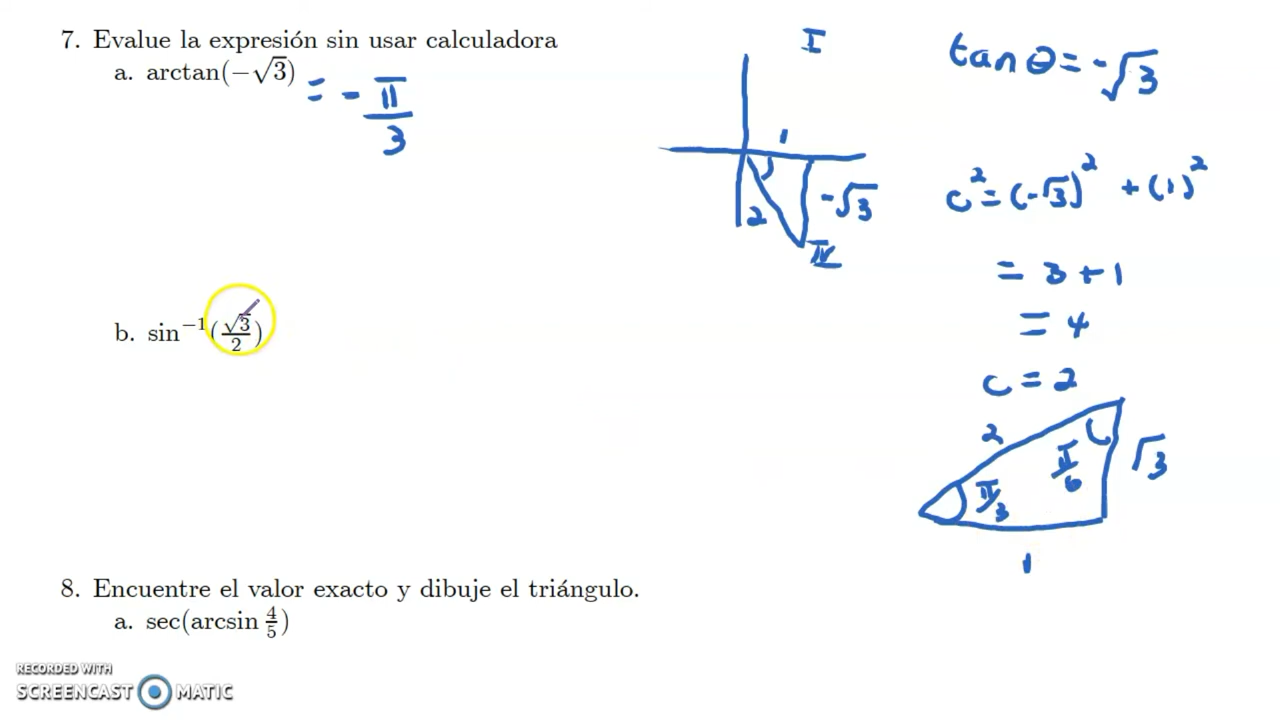 7. Evalue la expresión sin usar calculadora
a. arctan(−√3) = - π/3
I
1
2
-√3
IV
tan θ = -√3
c² = (-√3)² + (1)²
= 3 + 1
= 4
c = 2
2
π/3
π/6
√3
1
b. sin⁻¹(√3/2)
8. Encuentre el valor exacto y dibuje el triángulo.
a. sec(arcsin 4/5)
RECORDED WITH
SCREENCAST MATIC